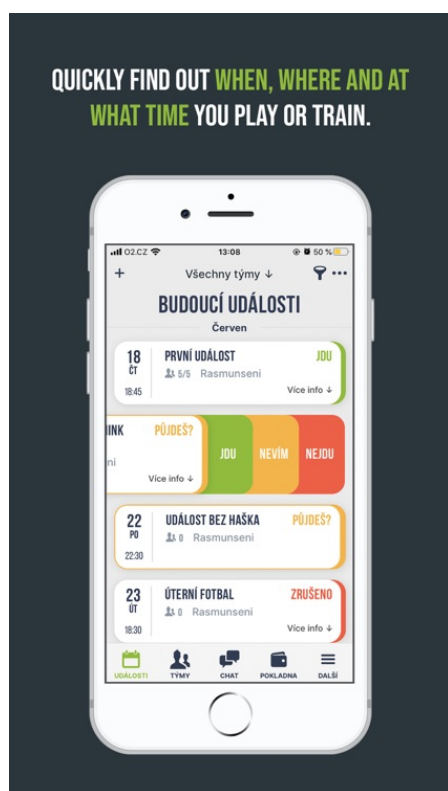 QUICKLY FIND OUT WHEN, WHERE AND AT
WHAT TIME YOU PLAY OR TRAIN.
O2.CZ 13:08 50 %
+ Všechny týmy ↓
BUDOUCÍ UDÁLOSTI
Červen
18 PRVNÍ UDÁLOST JDU
ČT 5/5 Rasmunseni
18:45 Více info ↓
INK PŮJDEŠ?
JDU NEVÍM NEJDU
ni
Více info ↓
22 UDÁLOST BEZ HAŠKA PŮJDEŠ?
PO 0 Rasmunseni
22:30
23 ÚTERNÍ FOTBAL ZRUŠENO
ÚT 0 Rasmunseni
18:30 Více info ↓
UDÁLOSTI TÝMY CHAT POKLADNA DALŠÍ